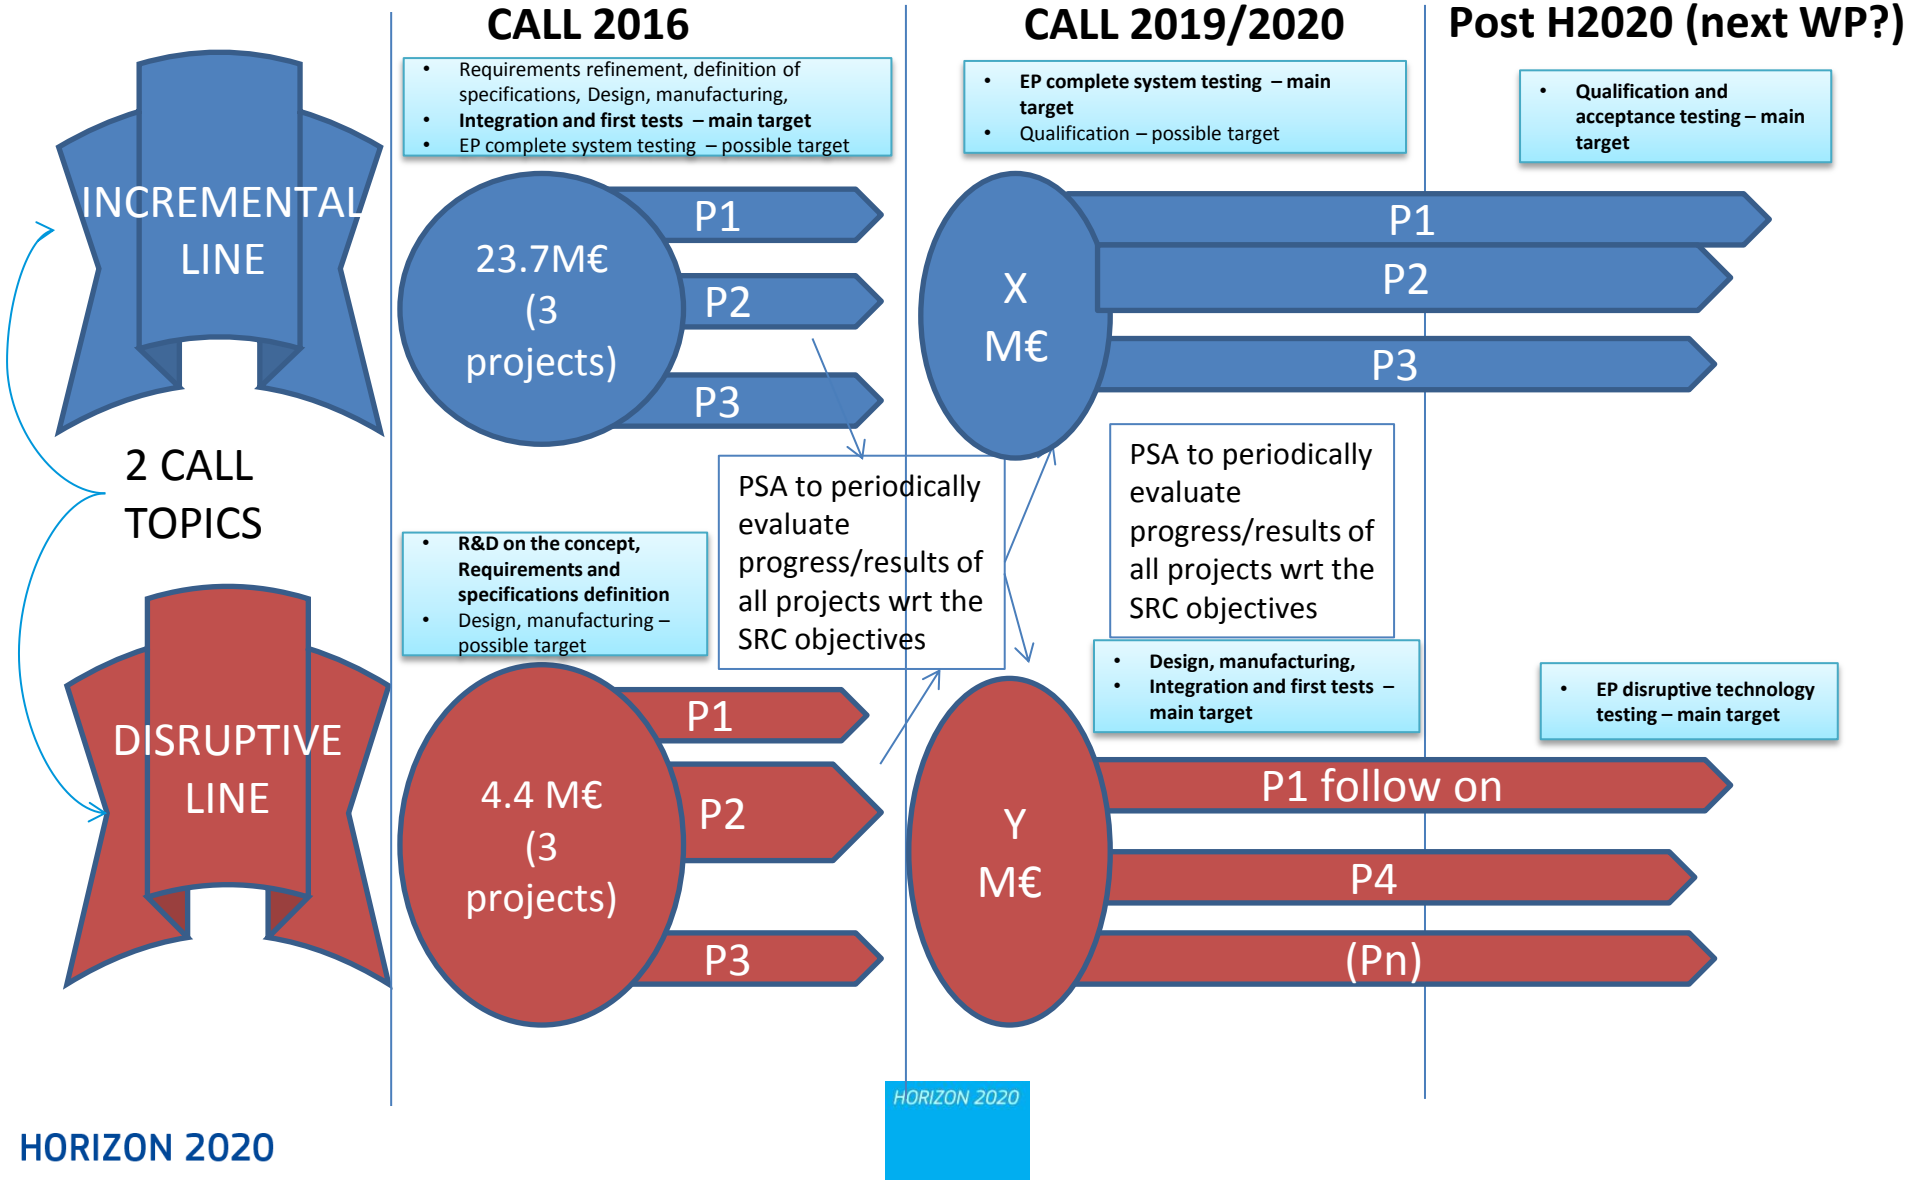 CALL 2016
CALL 2019/2020
Post H2020 (next WP?)
• Requirements refinement, definition of
specifications, Design, manufacturing,
• Integration and first tests – main target
• EP complete system testing – possible target
• EP complete system testing – main
target
• Qualification – possible target
• Qualification and
acceptance testing – main
target
INCREMENTAL
LINE
23.7M€
(3
projects)
P1
P2
P3
X
M€
P1
P2
P3
2 CALL
TOPICS
PSA to periodically
evaluate
progress/results of
all projects wrt the
SRC objectives
PSA to periodically
evaluate
progress/results of
all projects wrt the
SRC objectives
• R&D on the concept,
Requirements and
specifications definition
• Design, manufacturing –
possible target
• Design, manufacturing,
• Integration and first tests –
main target
• EP disruptive technology
testing – main target
DISRUPTIVE
LINE
4.4 M€
(3
projects)
P1
P2
P3
Y
M€
P1 follow on
P4
(Pn)
HORIZON 2020
HORIZON 2020